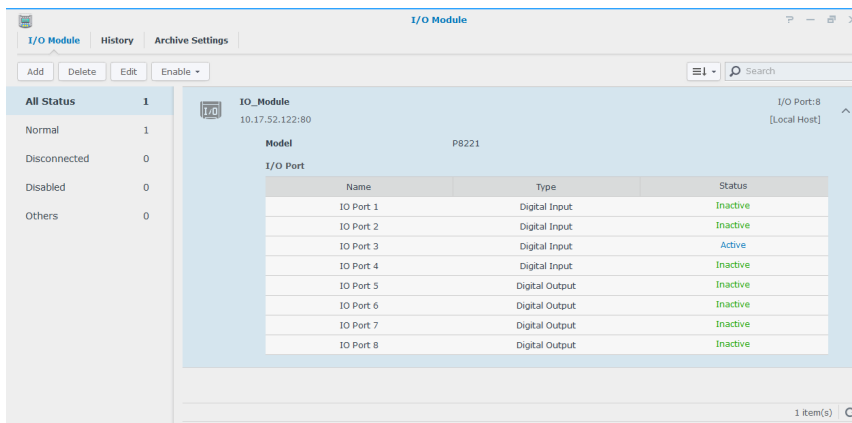 I/O Module
I/O Module History Archive Settings
Add Delete Edit Enable Search
All Status 1
Normal 1
Disconnected 0
Disabled 0
Others 0
I/O
IO_Module I/O Port:8
10.17.52.122:80 [Local Host]
Model P8221
I/O Port
Name Type Status
IO Port 1 Digital Input Inactive
IO Port 2 Digital Input Inactive
IO Port 3 Digital Input Active
IO Port 4 Digital Input Inactive
IO Port 5 Digital Output Inactive
IO Port 6 Digital Output Inactive
IO Port 7 Digital Output Inactive
IO Port 8 Digital Output Inactive
1 item(s)